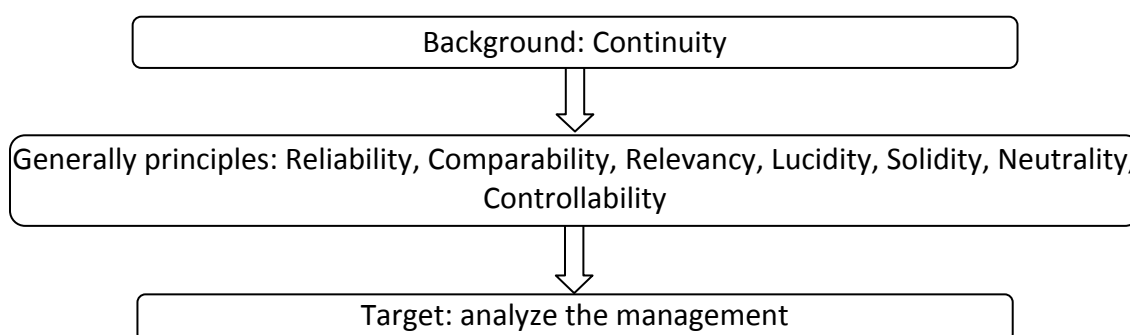 Background: Continuity
Generally principles: Reliability, Comparability, Relevancy, Lucidity, Solidity, Neutrality,
Controllability
Target: analyze the management